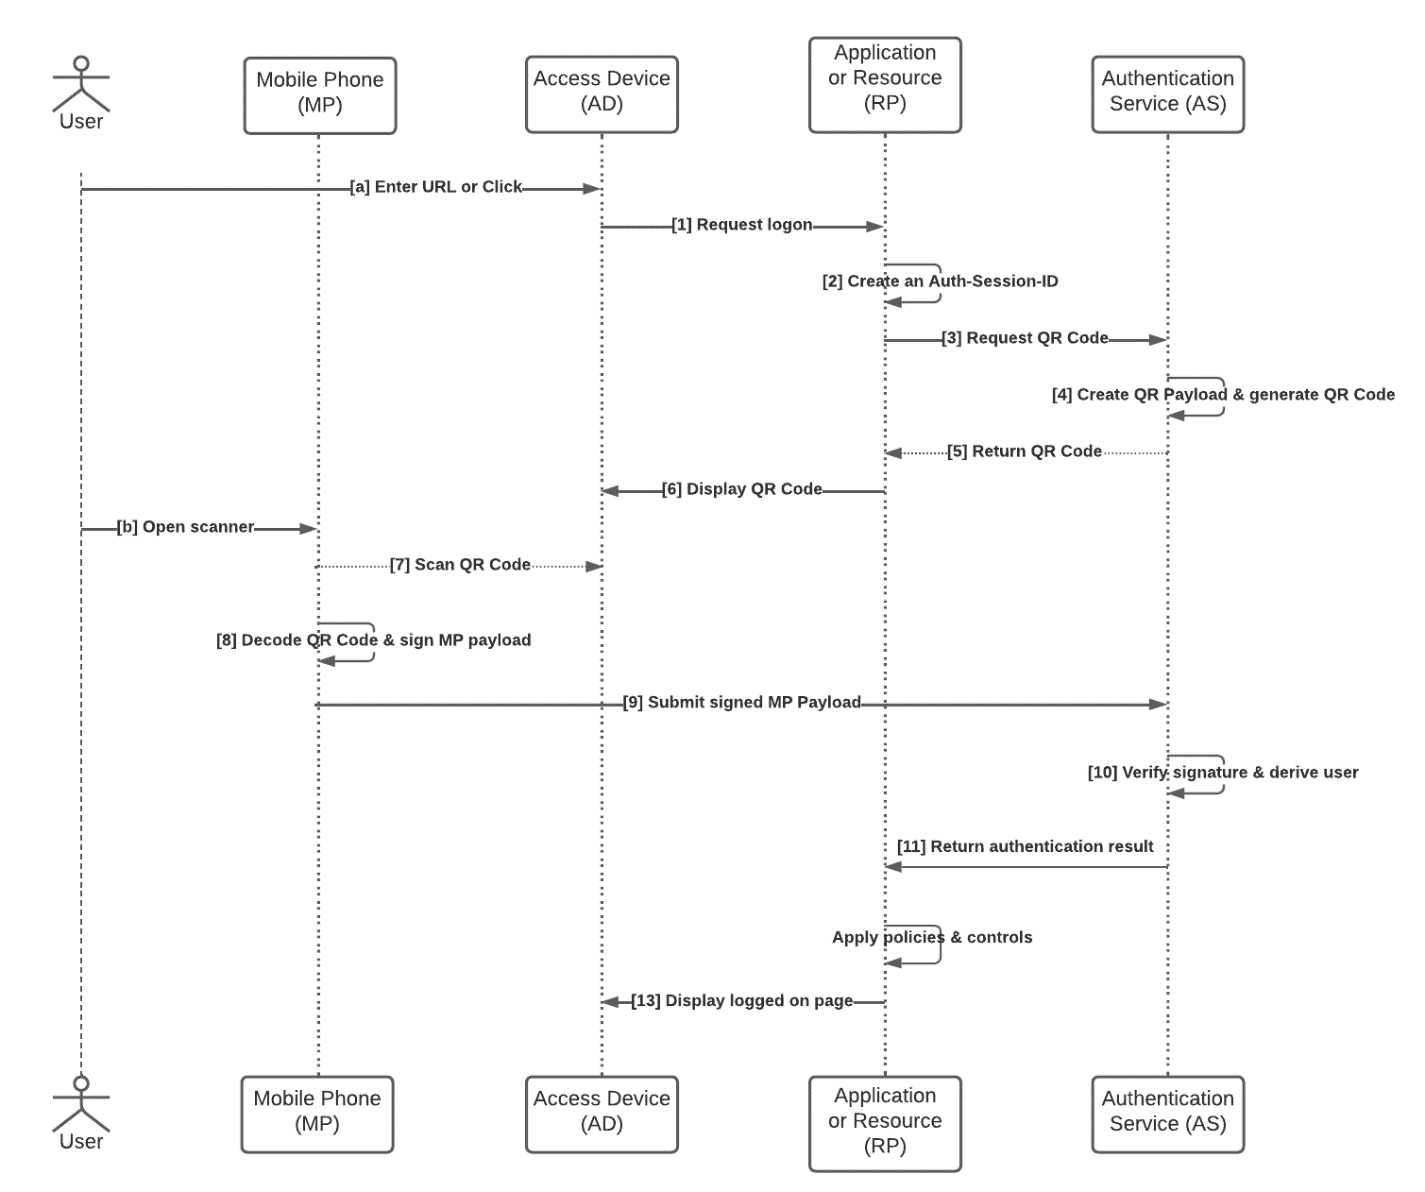 User
Mobile Phone
(MP)
Access Device
(AD)
Application
or Resource
(RP)
Authentication
Service (AS)
[a] Enter URL or Click
[1] Request logon
[2] Create an Auth-Session-ID
[3] Request QR Code
[4] Create QR Payload & generate QR Code
[5] Return QR Code
[6] Display QR Code
[b] Open scanner
[7] Scan QR Code
[8] Decode QR Code & sign MP payload
[9] Submit signed MP Payload
[10] Verify signature & derive user
[11] Return authentication result
Apply policies & controls
[13] Display logged on page
User
Mobile Phone
(MP)
Access Device
(AD)
Application
or Resource
(RP)
Authentication
Service (AS)